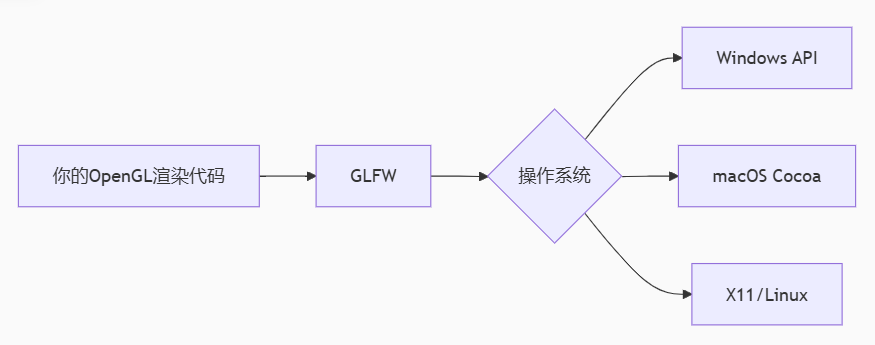 你的OpenGL渲染代码
GLFW
操作系统
Windows API
macOS Cocoa
X11/Linux